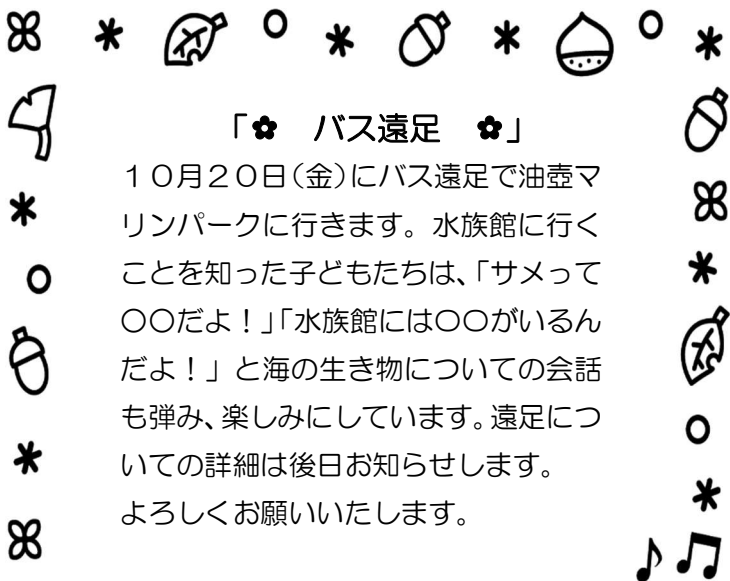 「✿　バス遠足　✿」
１０月２０日（金）にバス遠足で油壺マ
リンパークに行きます。水族館に行く
ことを知った子どもたちは、「サメって
〇〇だよ！」「水族館には〇〇がいるん
だよ！」と海の生き物についての会話
も弾み、楽しみにしています。遠足につ
いての詳細は後日お知らせします。
よろしくお願いいたします。